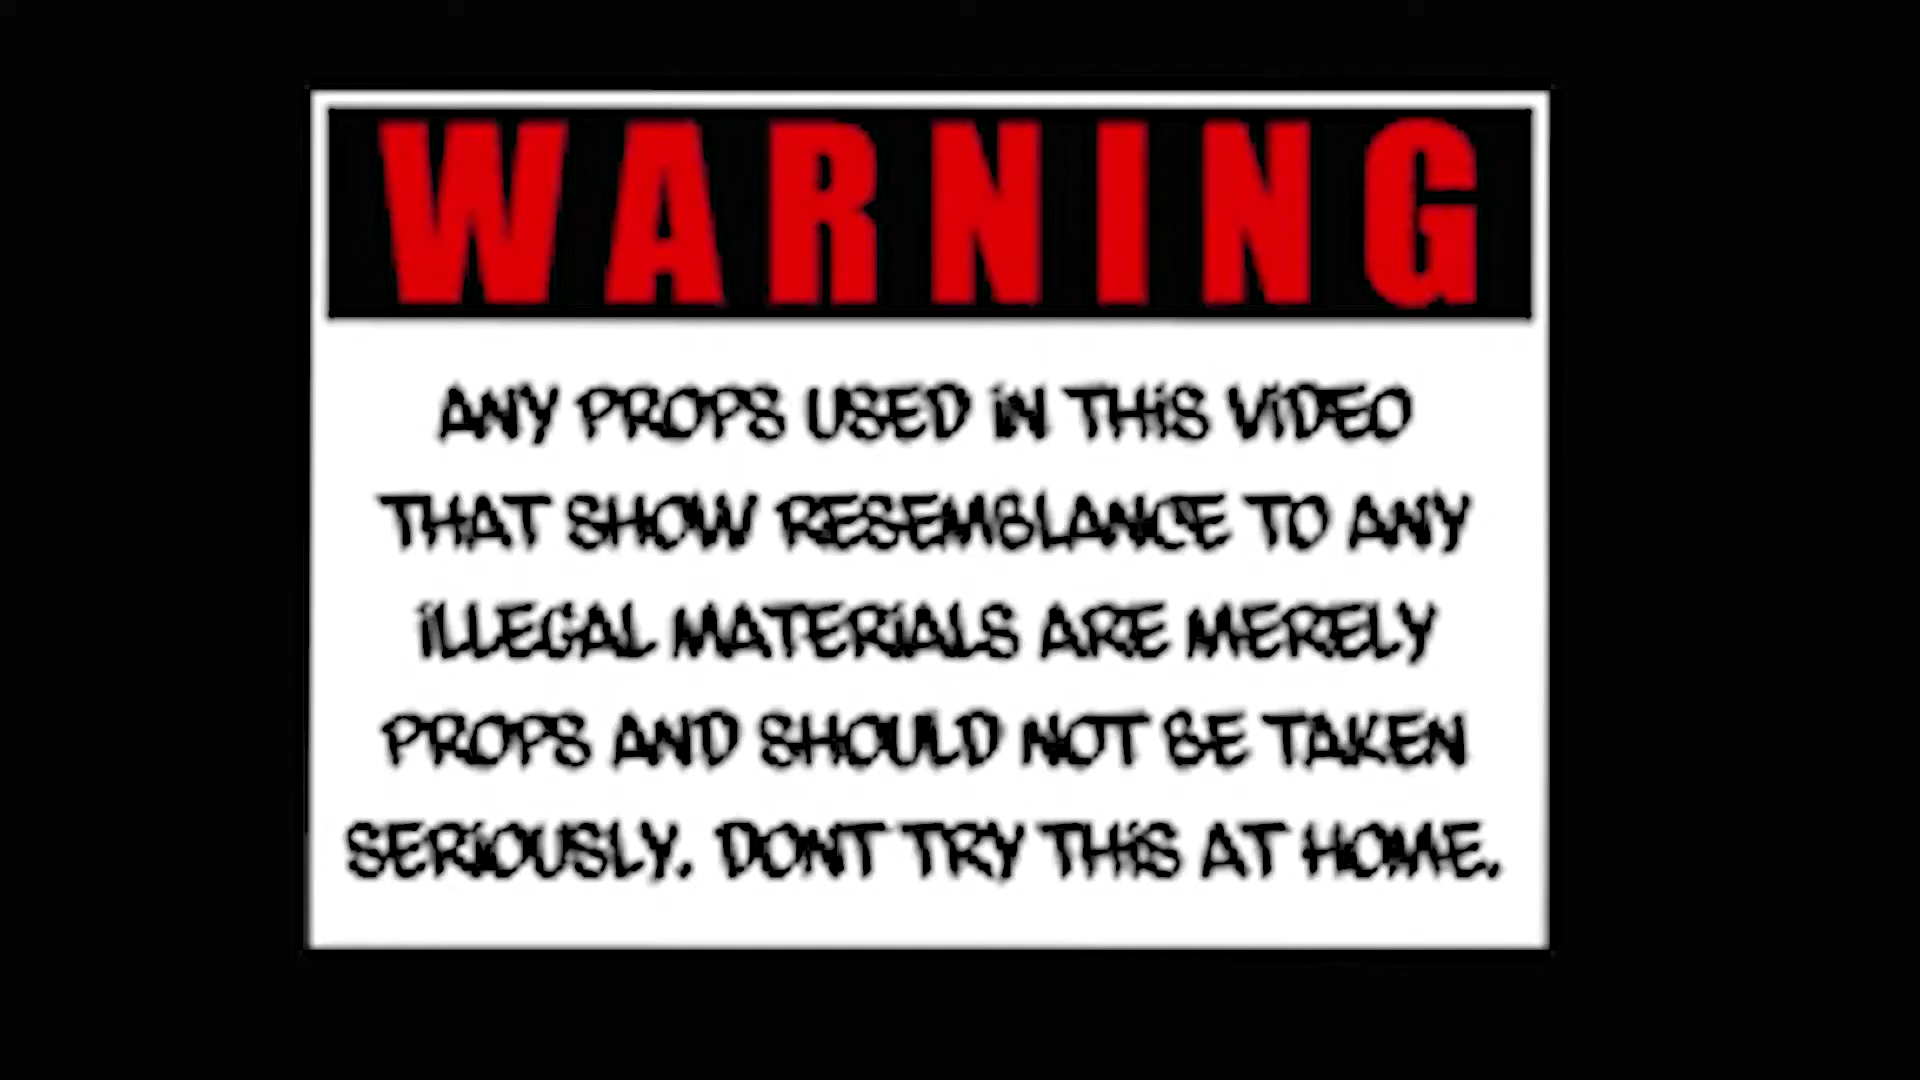 WARNING
ANY PROPS USED iN THiS ViDEO
THAT SHOW RESEMBLANCE TO ANY
iLLEGAL MATERiALS ARE MERELY
PROPS AND SHOULD NOT BE TAKEN
SERiOUSLY. DONT TRY THiS AT HOME.